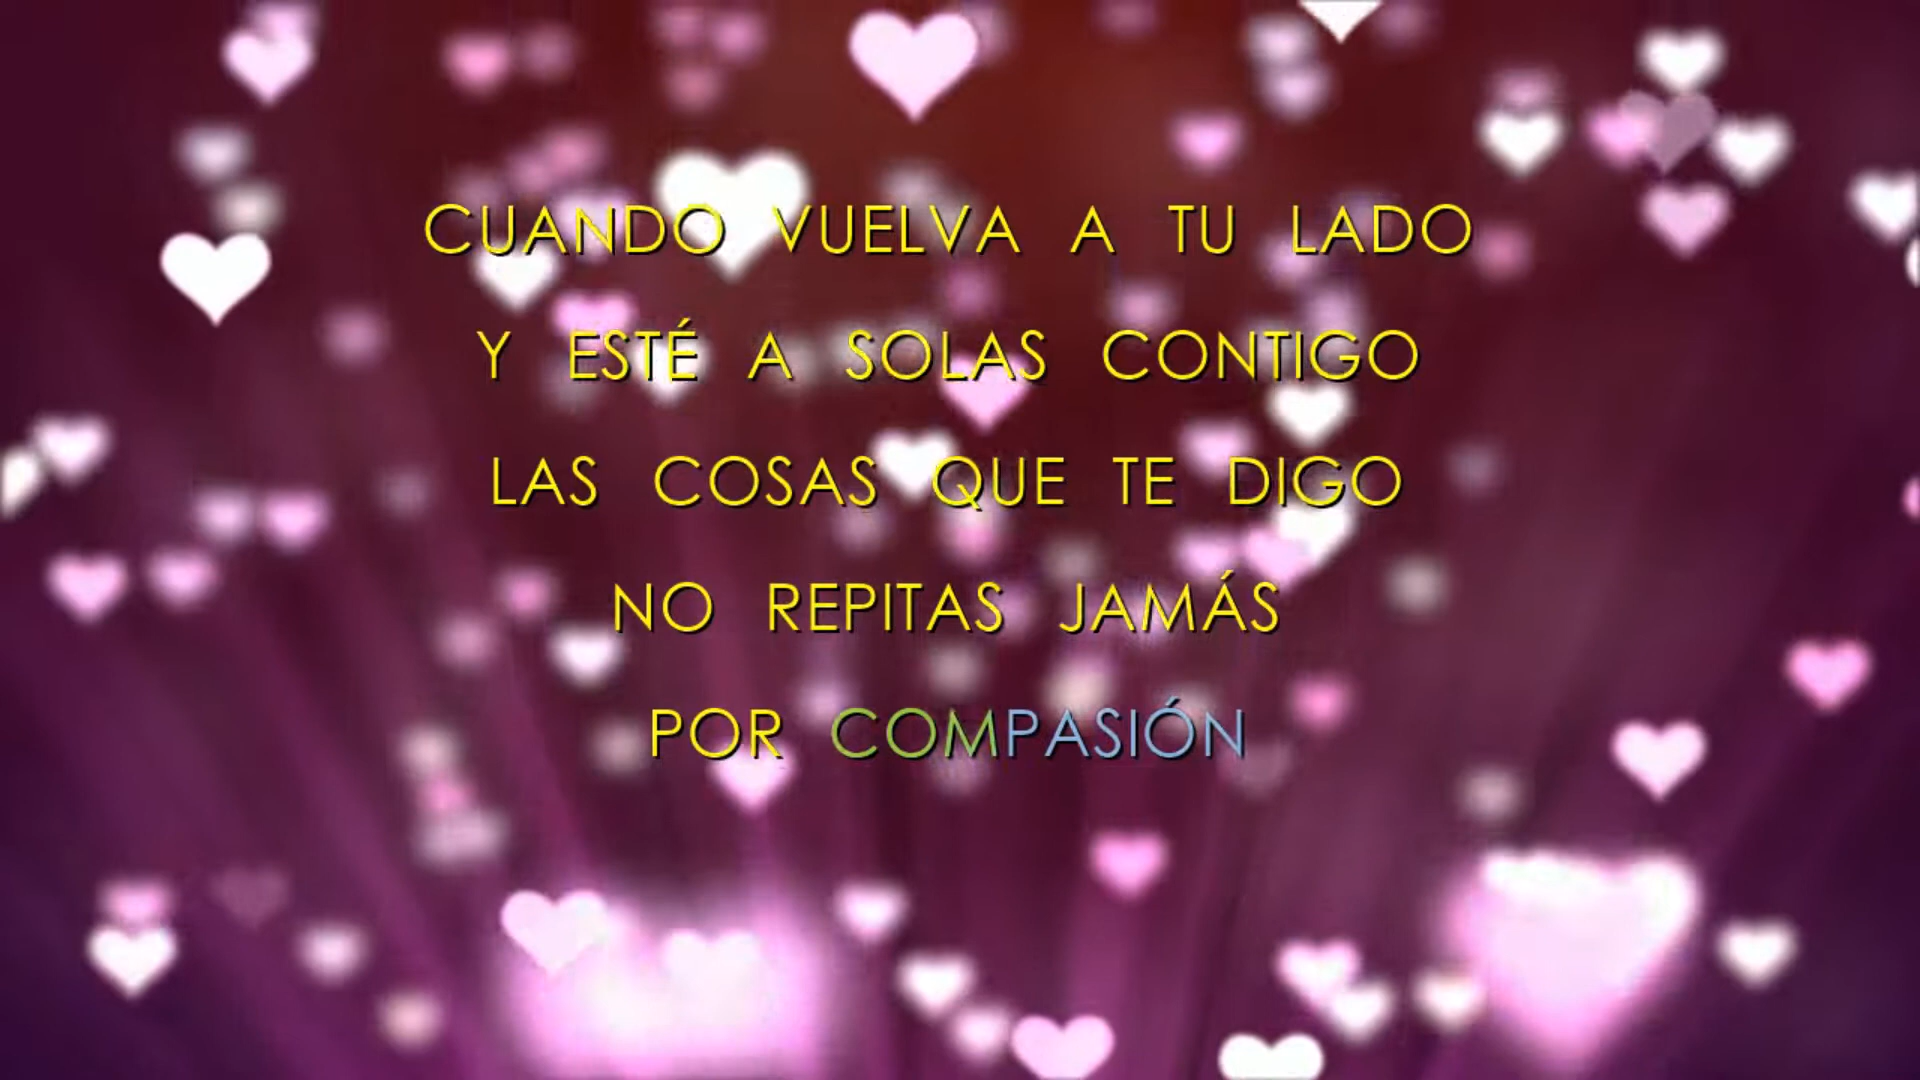 CUANDO VUELVA A TU LADO
Y ESTÉ A SOLAS CONTIGO
LAS COSAS QUE TE DIGO
NO REPITAS JAMÁS
POR COMPASIÓN